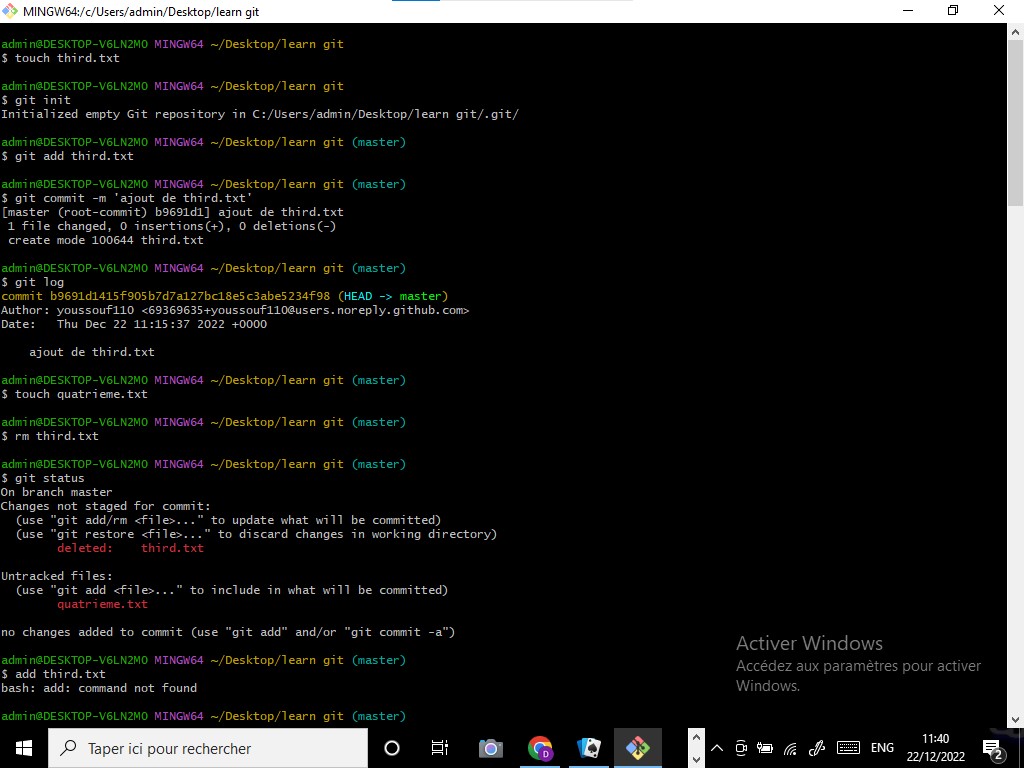 MINGW64:/c/Users/admin/Desktop/learn git
admin@DESKTOP-V6LN2MO MINGW64 ~/Desktop/learn git
$ touch third.txt
admin@DESKTOP-V6LN2MO MINGW64 ~/Desktop/learn git
$ git init
Initialized empty Git repository in C:/Users/admin/Desktop/learn git/.git/
admin@DESKTOP-V6LN2MO MINGW64 ~/Desktop/learn git (master)
$ git add third.txt
admin@DESKTOP-V6LN2MO MINGW64 ~/Desktop/learn git (master)
$ git commit -m 'ajout de third.txt'
[master (root-commit) b9691d1] ajout de third.txt
 1 file changed, 0 insertions(+), 0 deletions(-)
 create mode 100644 third.txt
admin@DESKTOP-V6LN2MO MINGW64 ~/Desktop/learn git (master)
$ git log
commit b9691d1415f905b7d7a127bc18e5c3abe5234f98 (HEAD -> master)
Author: youssouf110 <69369635+youssouf110@users.noreply.github.com>
Date:   Thu Dec 22 11:15:37 2022 +0000
    ajout de third.txt
admin@DESKTOP-V6LN2MO MINGW64 ~/Desktop/learn git (master)
$ touch quatrieme.txt
admin@DESKTOP-V6LN2MO MINGW64 ~/Desktop/learn git (master)
$ rm third.txt
admin@DESKTOP-V6LN2MO MINGW64 ~/Desktop/learn git (master)
$ git status
On branch master
Changes not staged for commit:
  (use "git add/rm <file>..." to update what will be committed)
  (use "git restore <file>..." to discard changes in working directory)
        deleted:    third.txt
Untracked files:
  (use "git add <file>..." to include in what will be committed)
        quatrieme.txt
no changes added to commit (use "git add" and/or "git commit -a")
admin@DESKTOP-V6LN2MO MINGW64 ~/Desktop/learn git (master)
$ add third.txt
bash: add: command not found
admin@DESKTOP-V6LN2MO MINGW64 ~/Desktop/learn git (master)
Activer Windows
Accédez aux paramètres pour activer
Windows.
Taper ici pour rechercher
D
ENG
11:40
22/12/2022
2